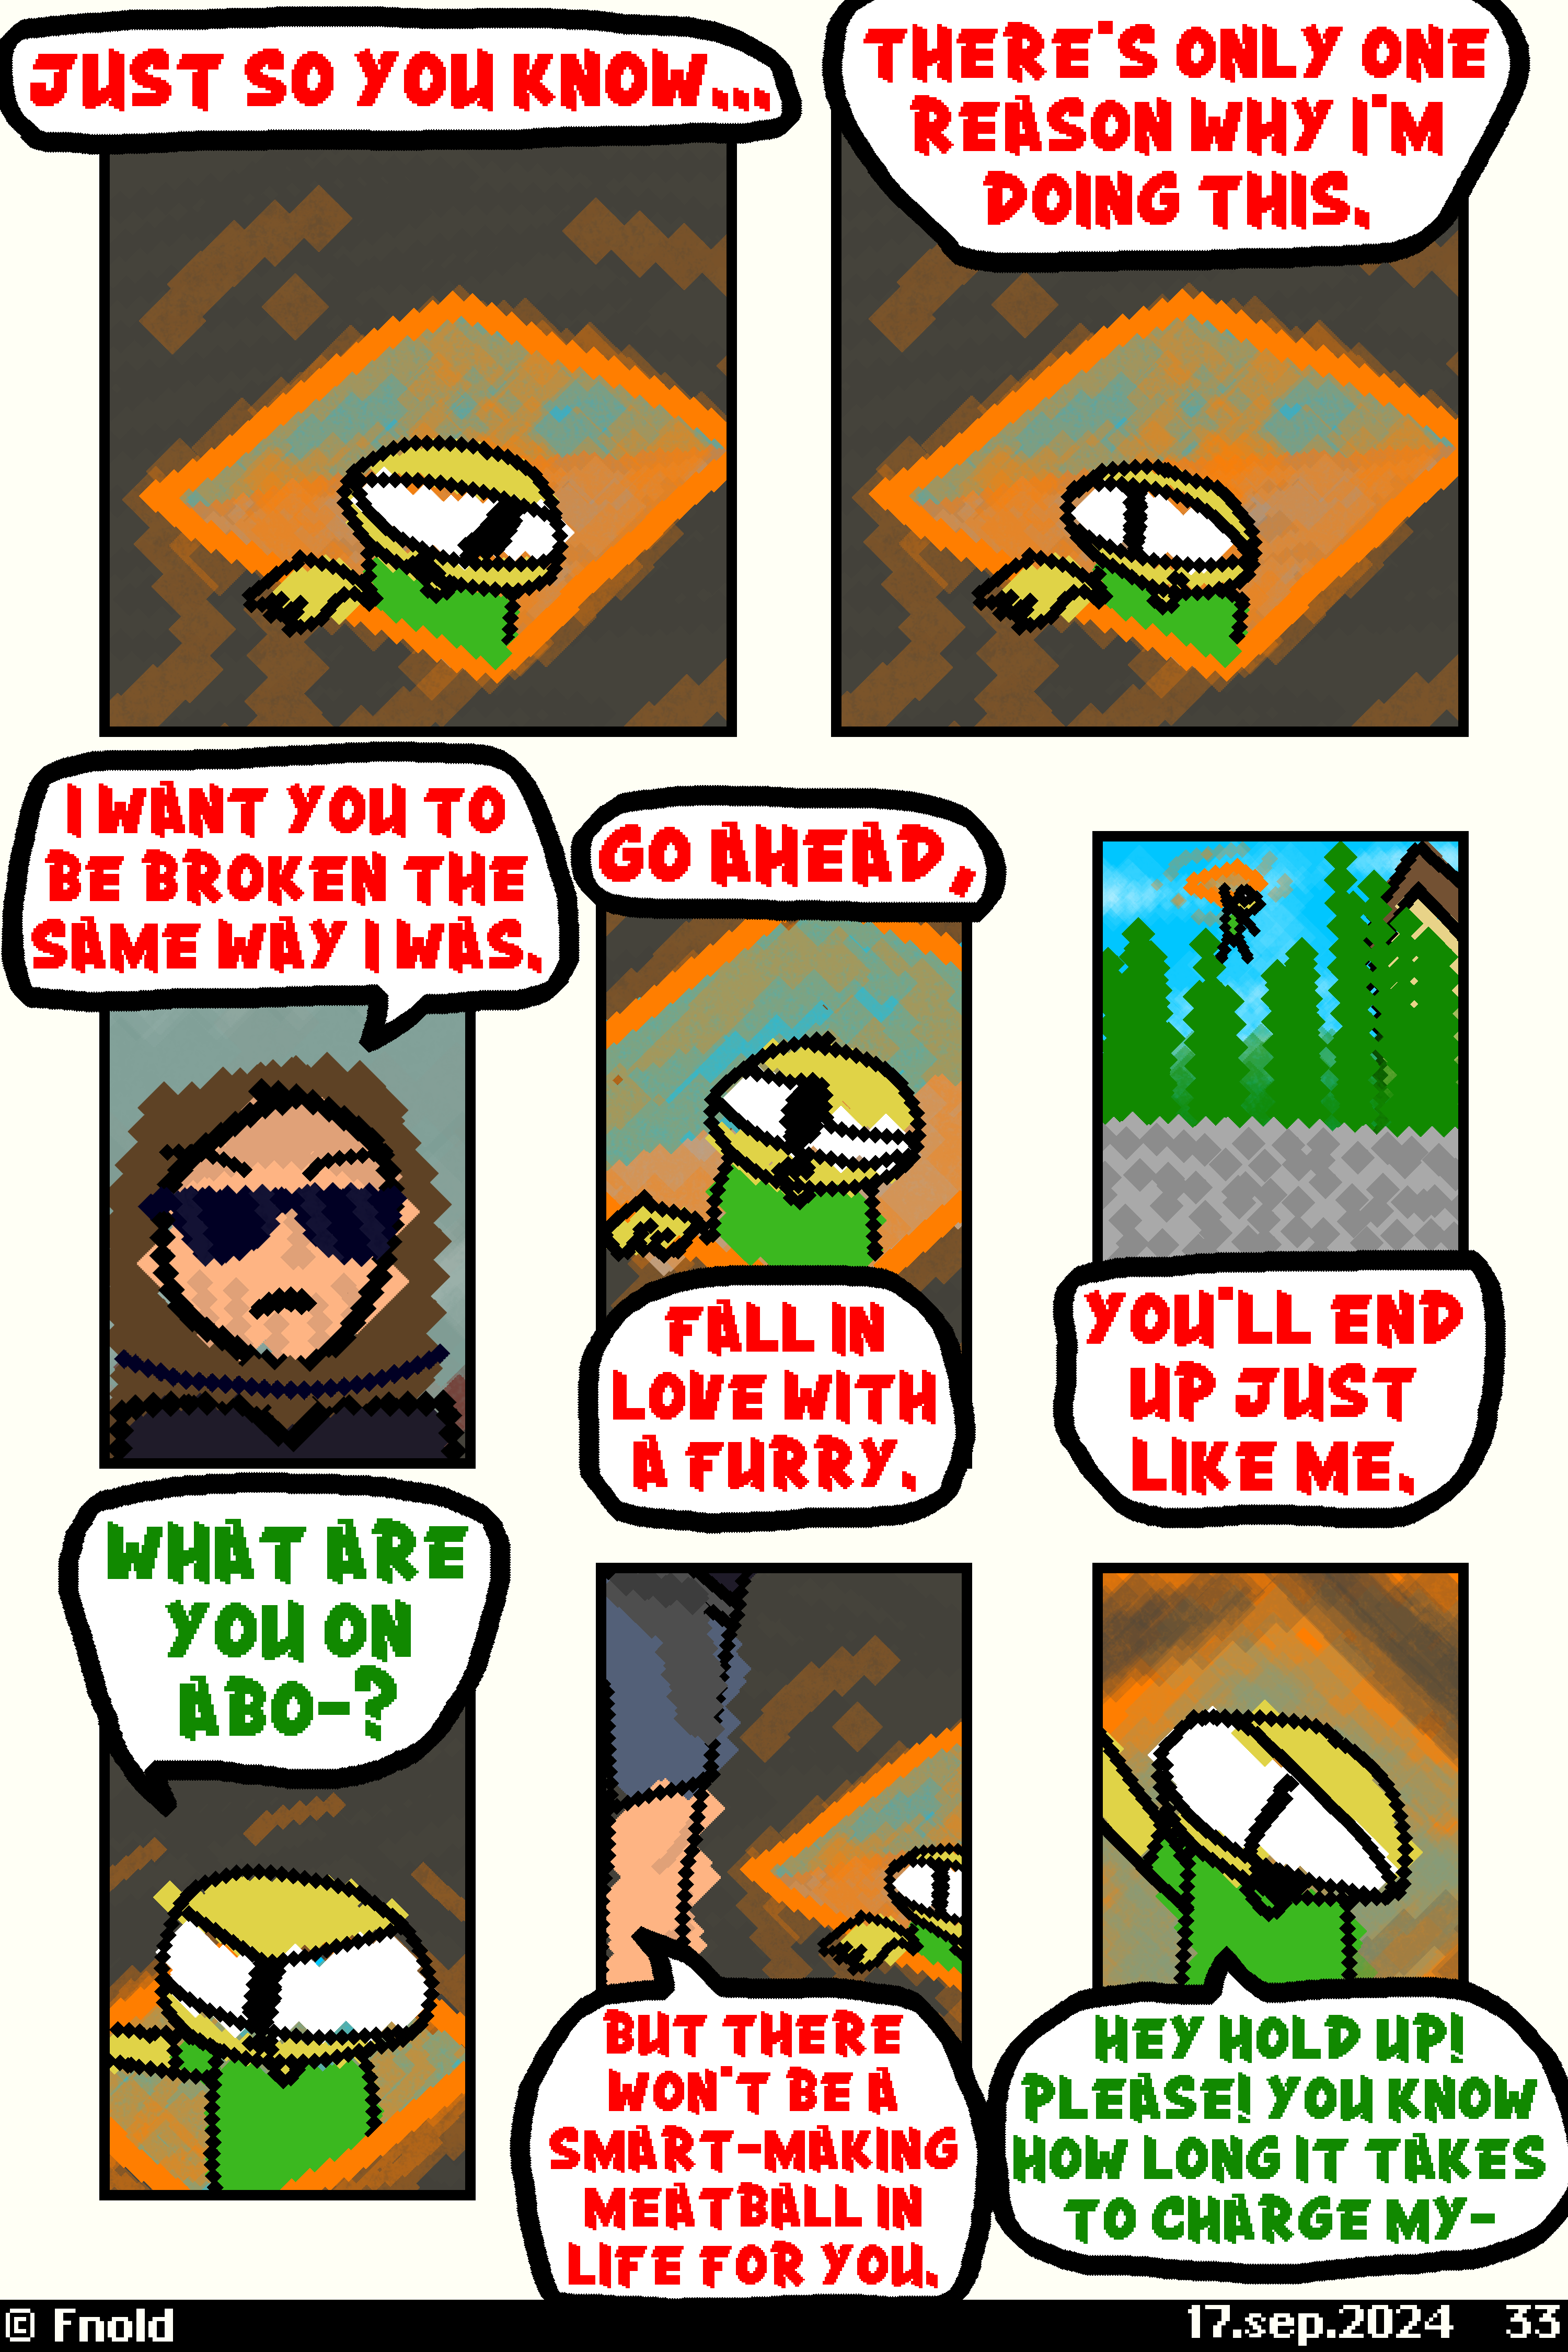 JUST SO YOU KNOW...
THERE'S ONLY ONE
REASON WHY I'M
DOING THIS.
I WANT YOU TO
BE BROKEN THE
SAME WAY I WAS.
GO AHEAD,
FALL IN
LOVE WITH
A FURRY.
YOU'LL END
UP JUST
LIKE ME.
WHAT ARE
YOU ON
ABO-?
BUT THERE
WON'T BE A
SMART-MAKING
MEATBALL IN
LIFE FOR YOU.
HEY HOLD UP!
PLEASE! YOU KNOW
HOW LONG IT TAKES
TO CHARGE MY-
© Fnold
17.sep.2024 33